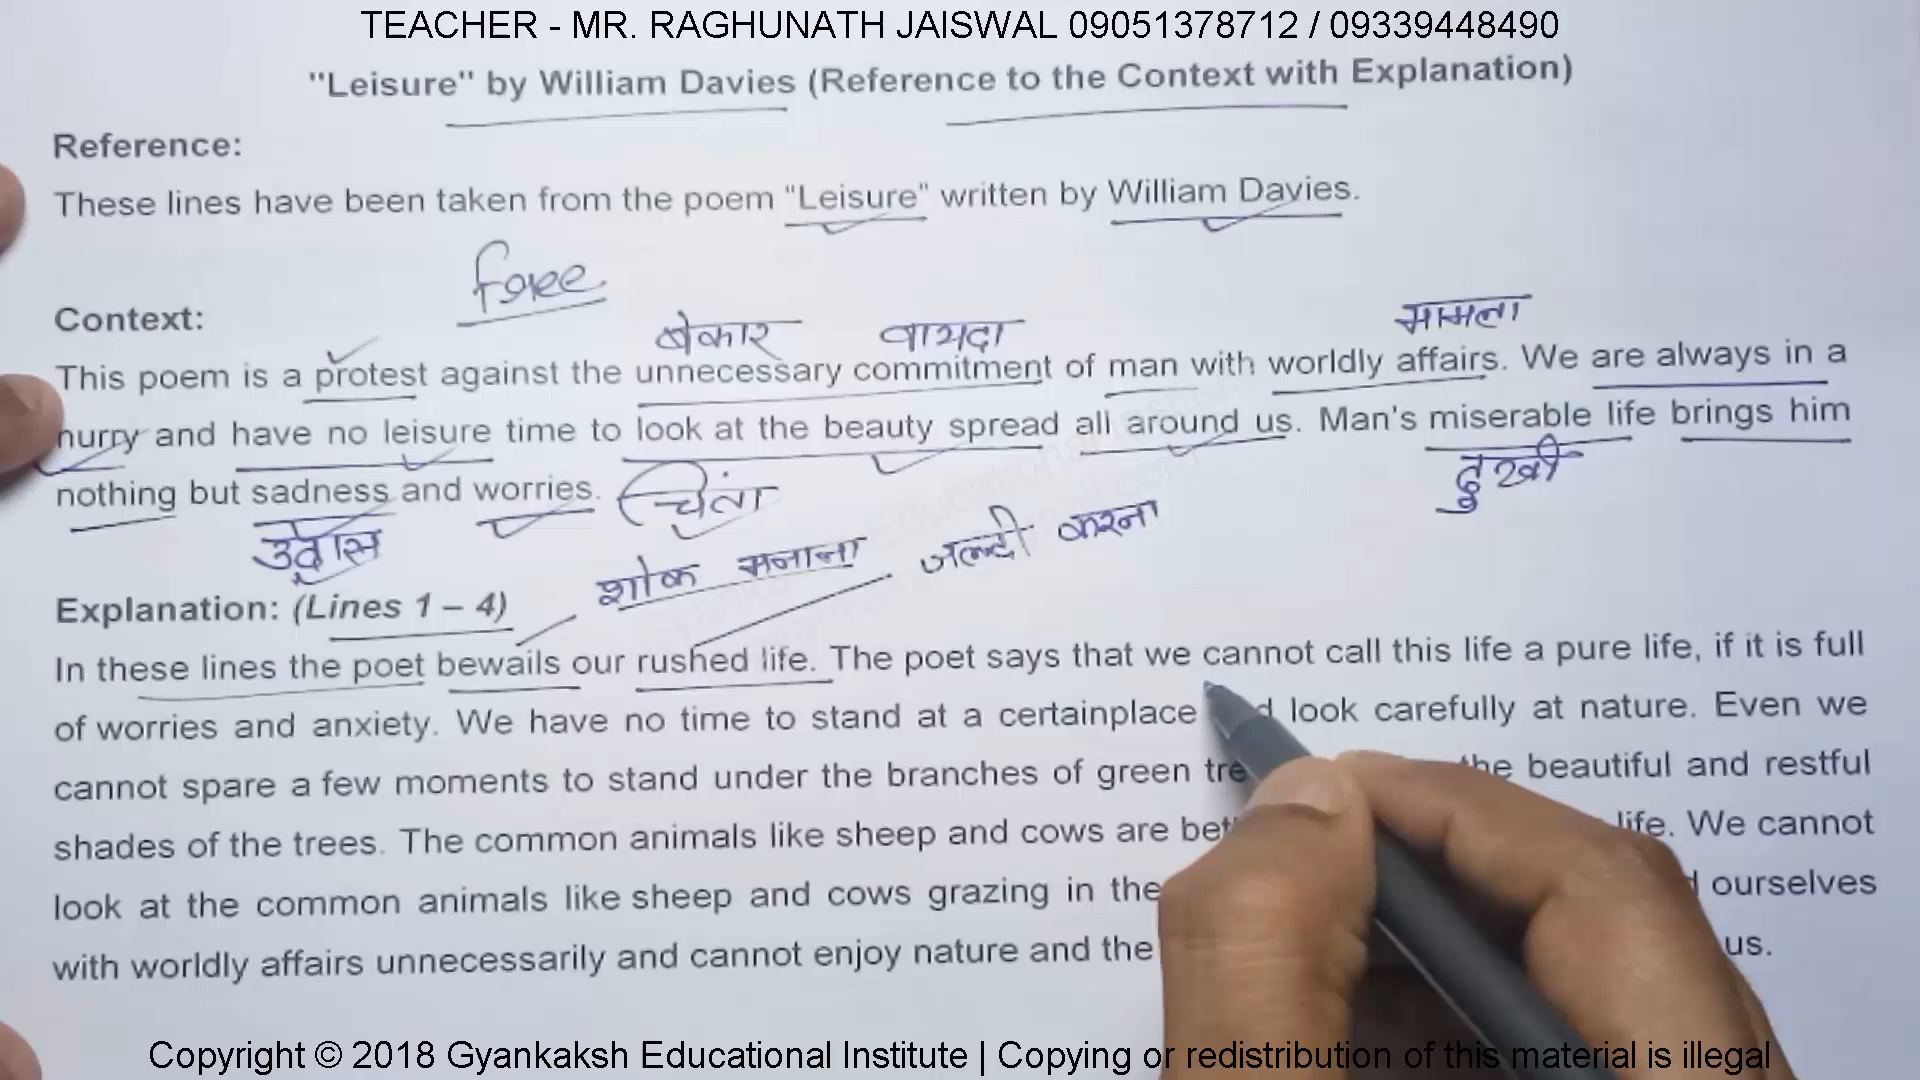 TEACHER - MR. RAGHUNATH JAISWAL 09051378712 / 09339448490
"Leisure" by William Davies (Reference to the Context with Explanation)
Reference:
These lines have been taken from the poem "Leisure" written by William Davies.
free
Context:
बेकार वायदा मामला
This poem is a protest against the unnecessary commitment of man with worldly affairs. We are always in a
hurry and have no leisure time to look at the beauty spread all around us. Man's miserable life brings him
दुखी
nothing but sadness and worries.
चिंता
उदास
शोक मनाना जल्दी करना
Explanation: (Lines 1 – 4)
In these lines the poet bewails our rushed life. The poet says that we cannot call this life a pure life, if it is full
of worries and anxiety. We have no time to stand at a certainplace look carefully at nature. Even we
cannot spare a few moments to stand under the branches of green the beautiful and restful
shades of the trees. The common animals like sheep and cows are life. We cannot
look at the common animals like sheep and cows grazing in the ourselves
with worldly affairs unnecessarily and cannot enjoy nature and the us.
Copyright © 2018 Gyankaksh Educational Institute | Copying or redistribution of this material is illegal